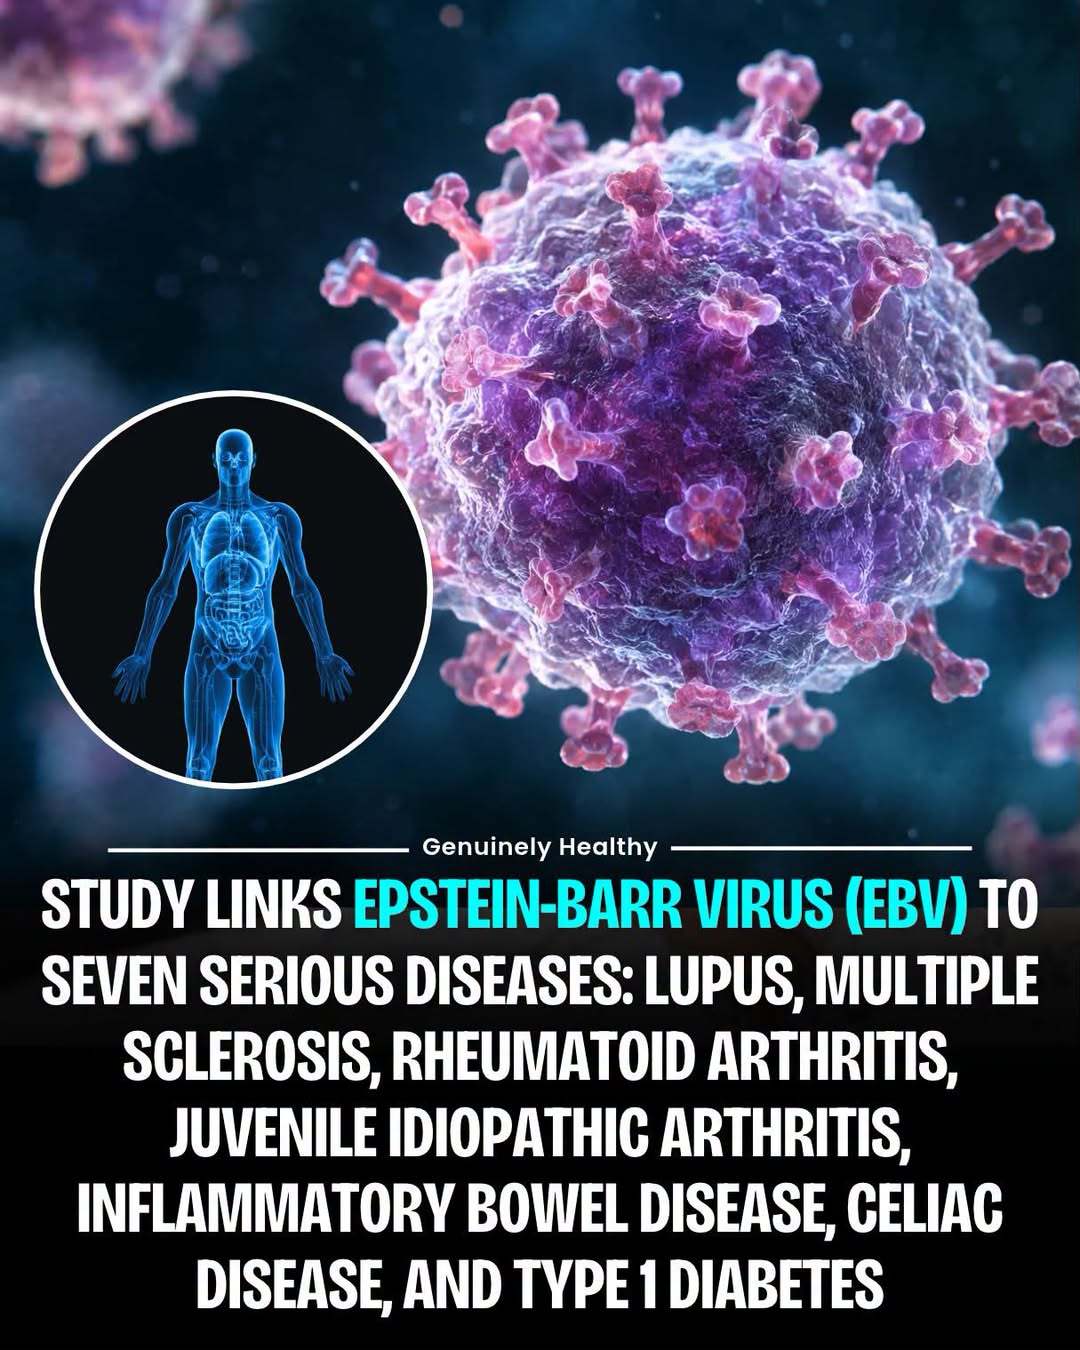 Genuinely Healthy
STUDY LINKS EPSTEIN-BARR VIRUS (EBV) TO
SEVEN SERIOUS DISEASES: LUPUS, MULTIPLE
SCLEROSIS, RHEUMATOID ARTHRITIS,
JUVENILE IDIOPATHIC ARTHRITIS,
INFLAMMATORY BOWEL DISEASE, CELIAC
DISEASE, AND TYPE 1 DIABETES